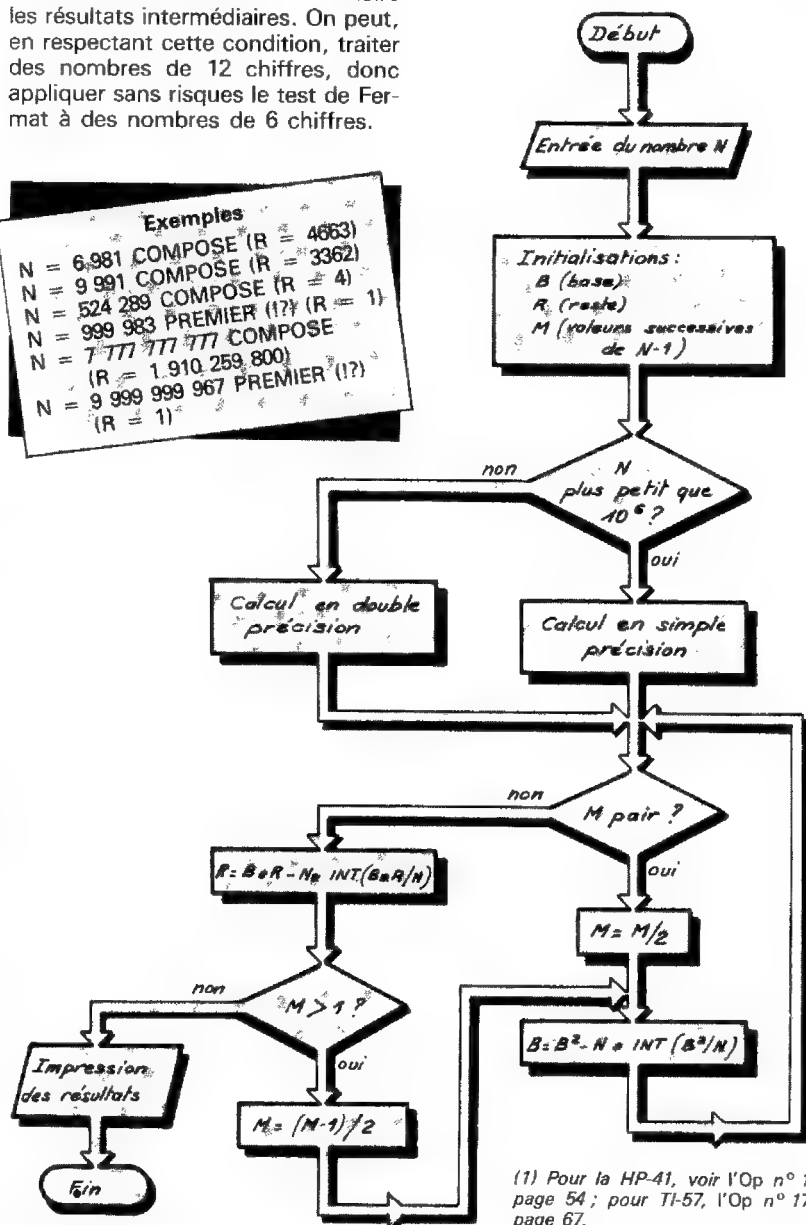 les résultats intermédiaires. On peut,
en respectant cette condition, traiter
des nombres de 12 chiffres, donc
appliquer sans risques le test de Fer-
mat à des nombres de 6 chiffres.
Exemples
N = 6 981 COMPOSE (R = 4663)
N = 9 991 COMPOSE (R = 3362)
N = 524 289 COMPOSE (R = 4)
N = 999 983 PREMIER (!?) (R = 1)
N = 7 777 777 777 COMPOSE
(R = 1 910 259 800)
N = 9 999 999 967 PREMIER (!?)
(R = 1)
Début
Entrée du nombre N
Initialisations :
B (base)
R (reste)
M (valeurs successives
de N-1)
N
plus petit que
10⁶ ?
non
oui
Calcul en double
précision
Calcul en simple
précision
M pair ?
non
oui
R = B * R - N * INT (B * R / N)
M = M/2
M > 1 ?
non
oui
B = B² - N * INT (B²/N)
Impression
des résultats
M = (M-1)/2
Fin
(1) Pour la HP-41, voir l'Op n° 1
page 54 ; pour TI-57, l'Op n° 17
page 67.